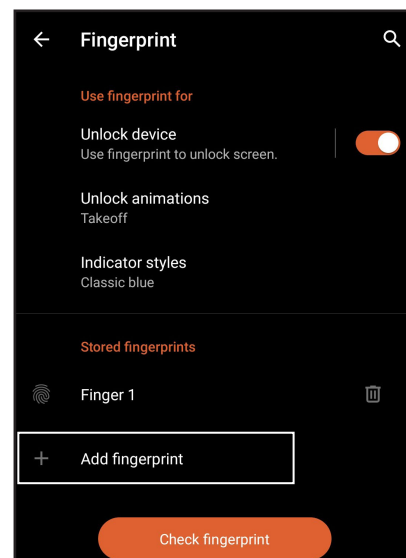 Fingerprint
Use fingerprint for
Unlock device
Use fingerprint to unlock screen.
Unlock animations
Takeoff
Indicator styles
Classic blue
Stored fingerprints
Finger 1
Add fingerprint
Check fingerprint